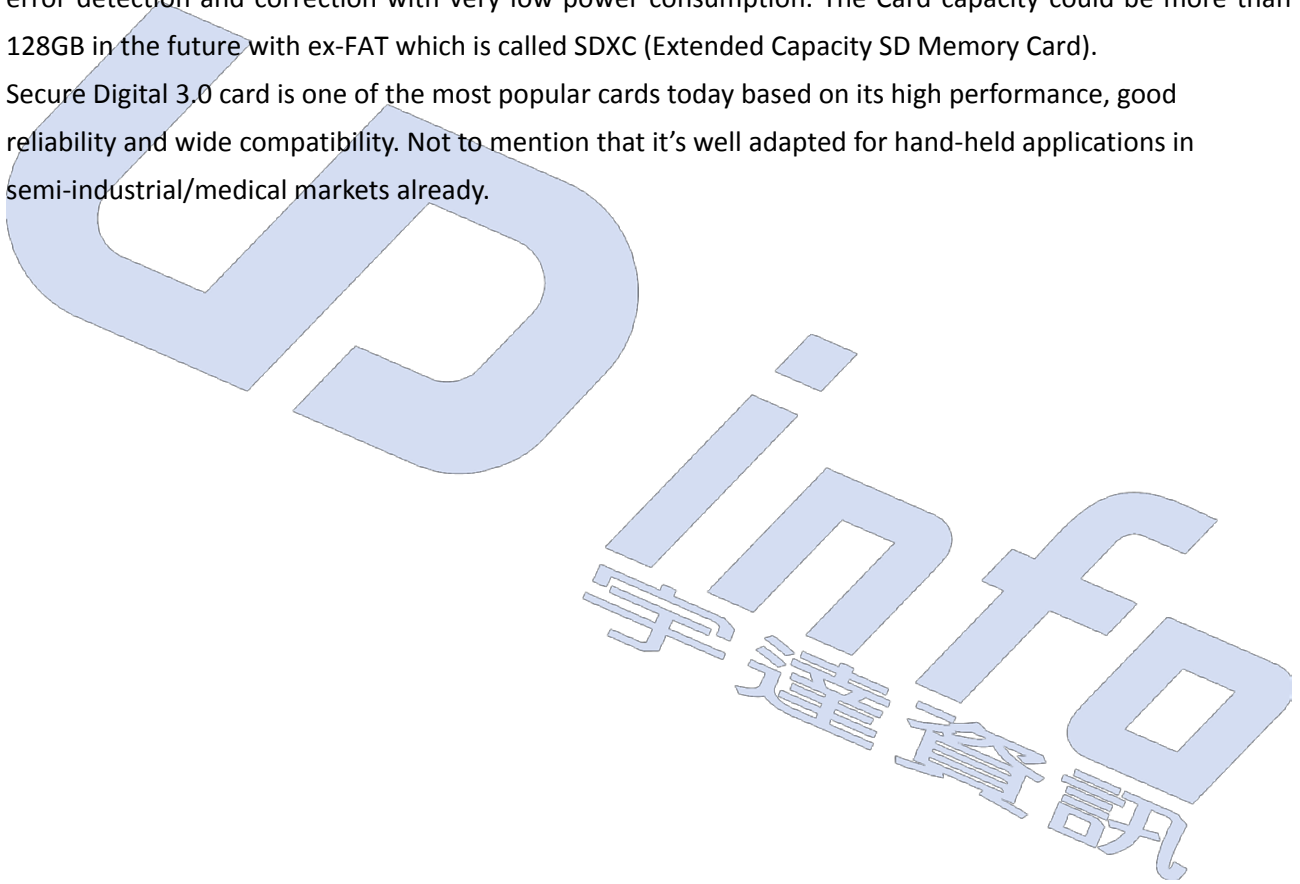 error detection and correction with very low power consumption. The Card capacity could be more than
128GB in the future with ex-FAT which is called SDXC (Extended Capacity SD Memory Card).
Secure Digital 3.0 card is one of the most popular cards today based on its high performance, good
reliability and wide compatibility. Not to mention that it’s well adapted for hand-held applications in
semi-industrial/medical markets already.
info
宇達資訊